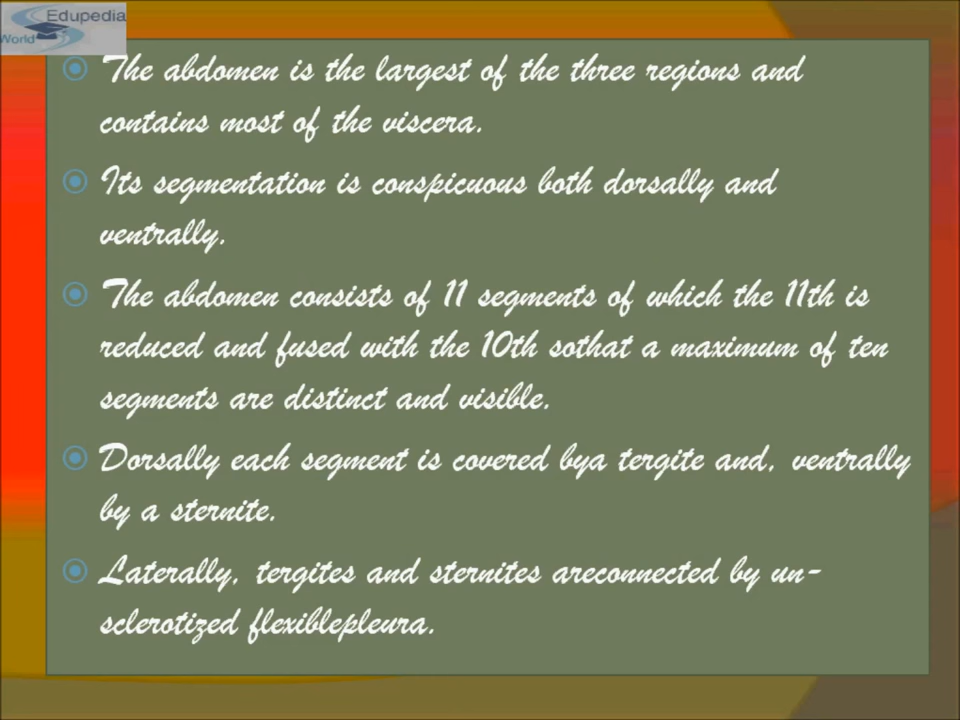 Edupedia
World
The abdomen is the largest of the three regions and
contains most of the viscera.
Its segmentation is conspicuous both dorsally and
ventrally.
The abdomen consists of 11 segments of which the 11th is
reduced and fused with the 10th sothat a maximum of ten
segments are distinct and visible.
Dorsally each segment is covered bya tergite and, ventrally
by a sternite.
Laterally, tergites and sternites areconnected by un-
sclerotized flexiblepleura.